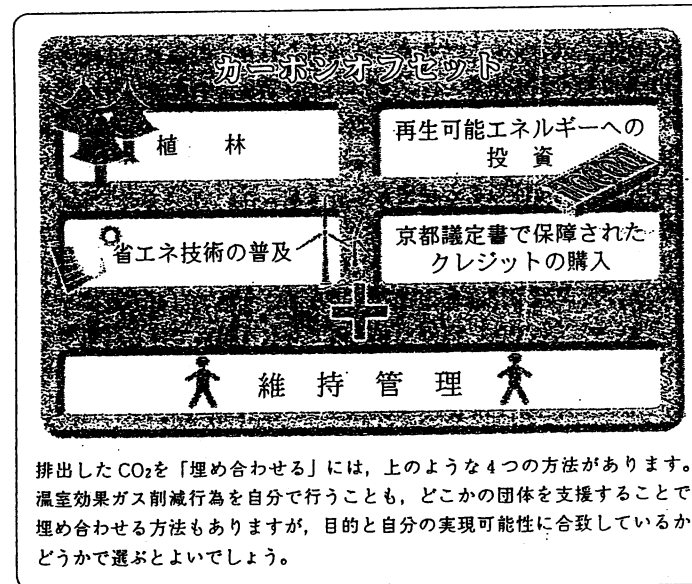 カーボンオフセット
植　林
再生可能エネルギーへの
投　資
省エネ技術の普及
京都議定書で保障された
クレジットの購入
維　持　管　理
排出したCO₂を「埋め合わせる」には，上のような4つの方法があります。
温室効果ガス削減行為を自分で行うことも，どこかの団体を支援することで
埋め合わせる方法もありますが，目的と自分の実現可能性に合致しているか
どうかで選ぶとよいでしょう。